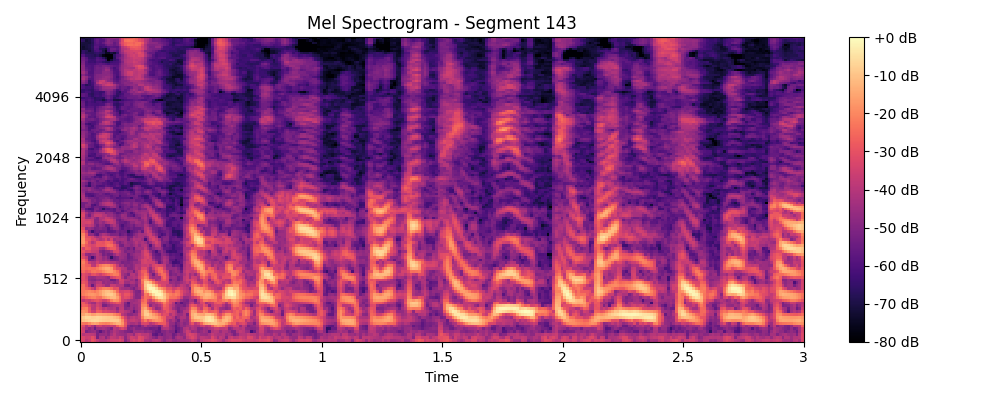 Mel Spectrogram - Segment 143
+0 dB
-10 dB
-20 dB
-30 dB
-40 dB
-50 dB
-60 dB
-70 dB
-80 dB
Frequency
4096
2048
1024
512
0
0
0.5
1
1.5
2
2.5
3
Time